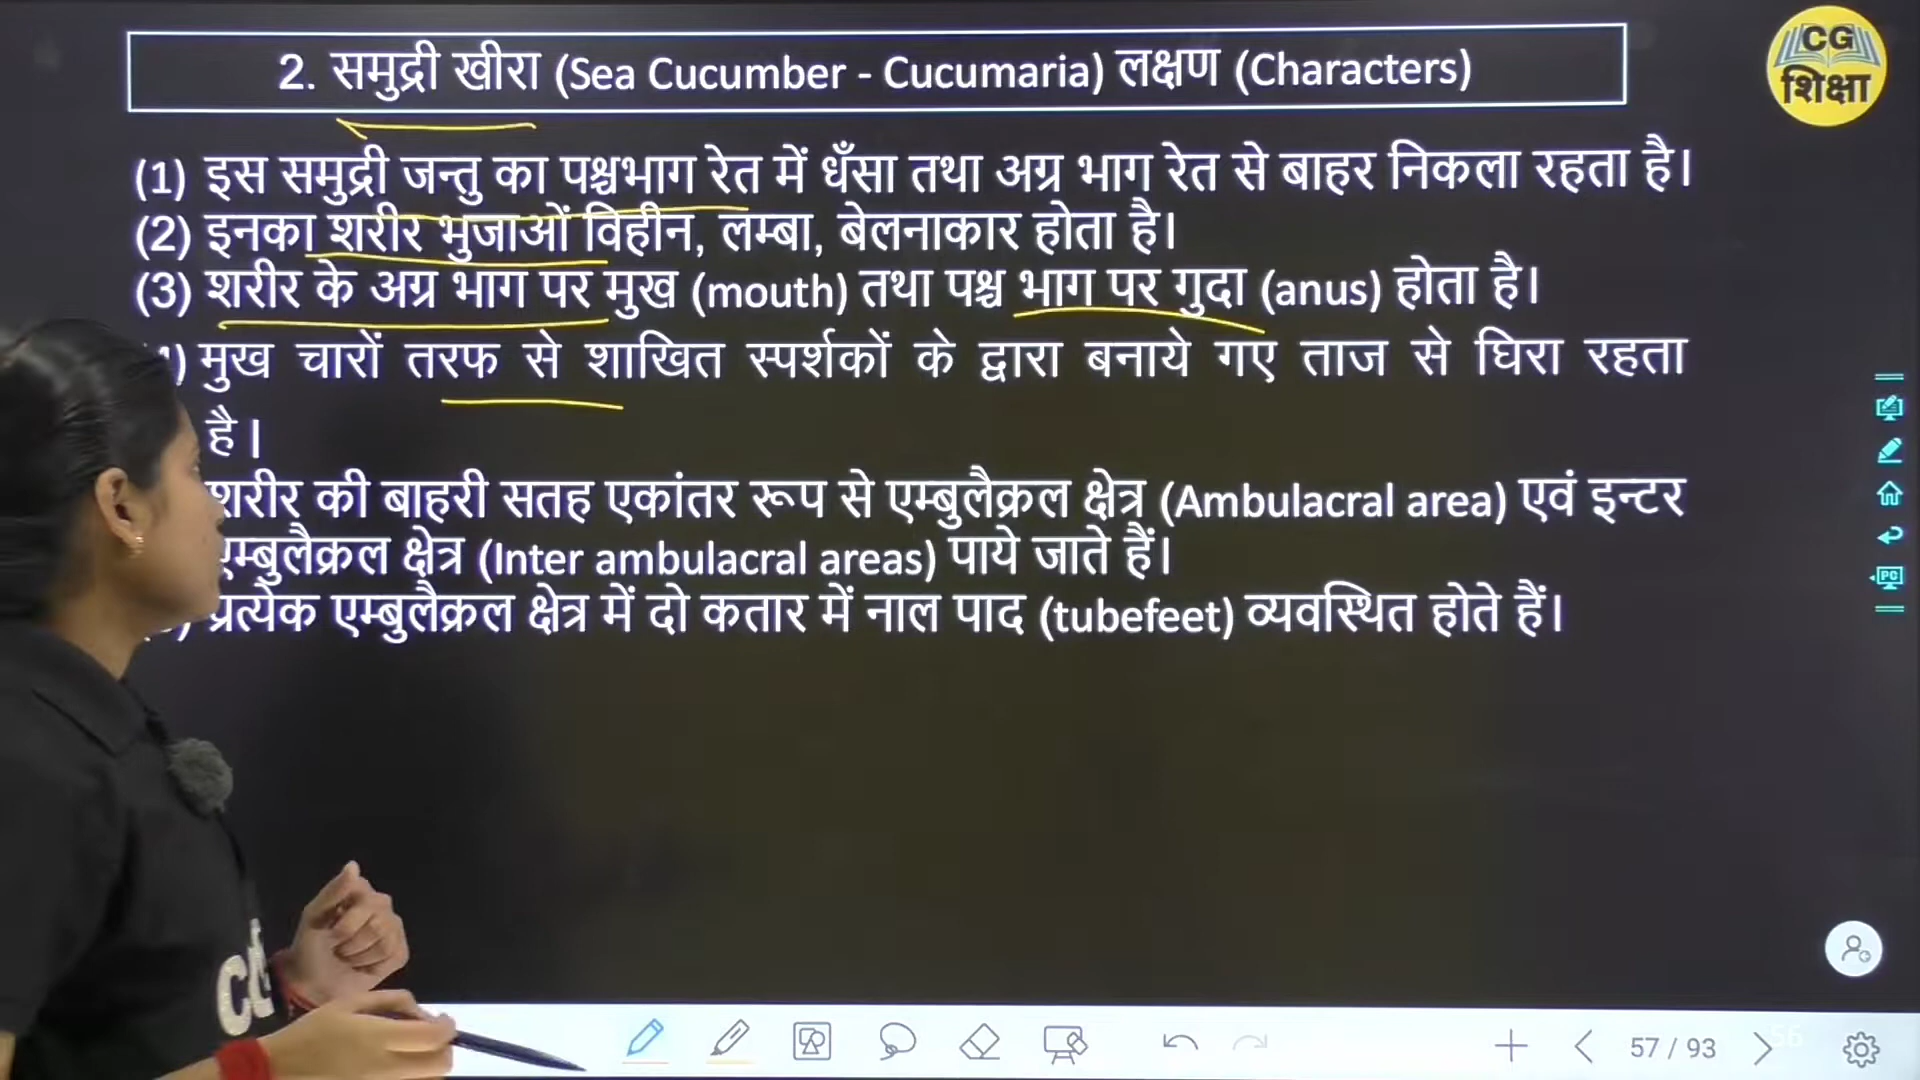 2. समुद्री खीरा (Sea Cucumber - Cucumaria) लक्षण (Characters)
CG
शिक्षा
(1) इस समुद्री जन्तु का पश्चभाग रेत में धँसा तथा अग्र भाग रेत से बाहर निकला रहता है।
(2) इनका शरीर भुजाओं विहीन, लम्बा, बेलनाकार होता है।
(3) शरीर के अग्र भाग पर मुख (mouth) तथा पश्च भाग पर गुदा (anus) होता है।
मुख चारों तरफ से शाखित स्पर्शकों के द्वारा बनाये गए ताज से घिरा रहता
है।
शरीर की बाहरी सतह एकांतर रूप से एम्बुलैक्रल क्षेत्र (Ambulacral area) एवं इन्टर
एम्बुलैक्रल क्षेत्र (Inter ambulacral areas) पाये जाते हैं।
प्रत्येक एम्बुलैक्रल क्षेत्र में दो कतार में नाल पाद (tubefeet) व्यवस्थित होते हैं।
PC
57 / 93
56